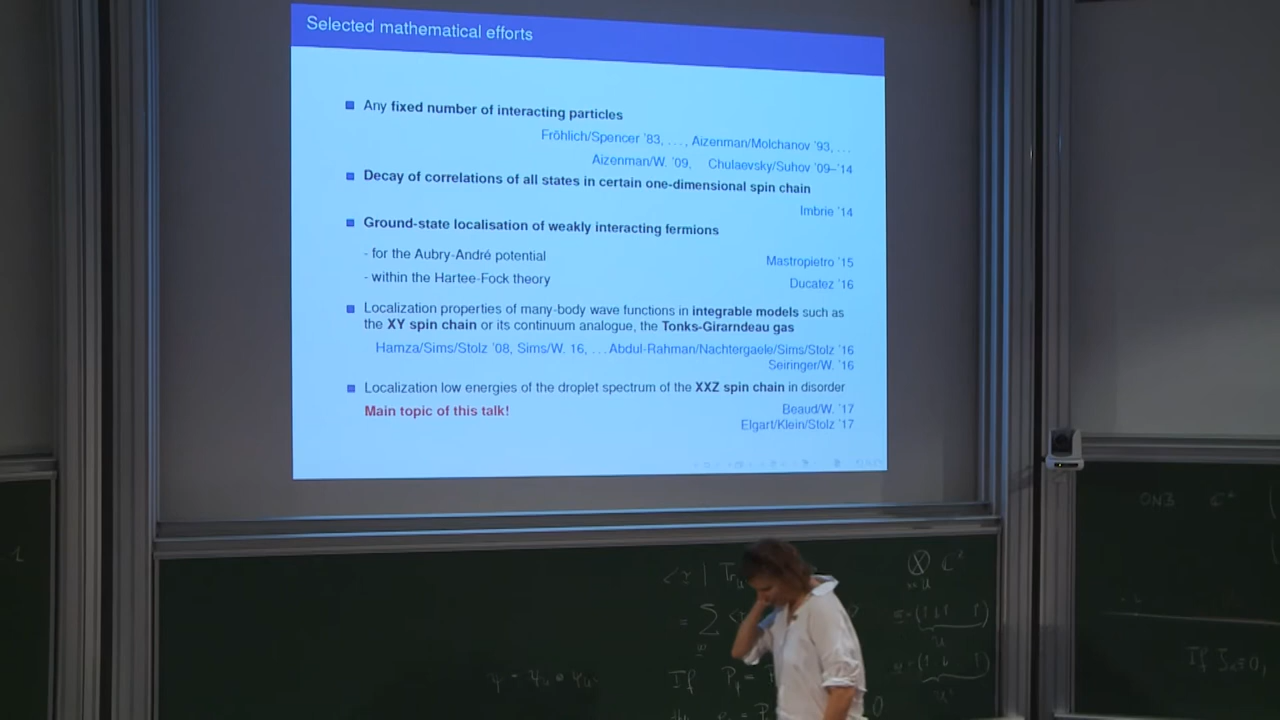 Selected mathematical efforts
Any fixed number of interacting particles
Fröhlich/Spencer '83, ..., Aizenman/Molchanov '93, ...
Aizenman/W. '09, Chulaevsky/Suhov '09–'14
Decay of correlations of all states in certain one-dimensional spin chain
Imbrie '14
Ground-state localisation of weakly interacting fermions
- for the Aubry-André potential
Mastropietro '15
- within the Hartee-Fock theory
Ducatez '16
Localization properties of many-body wave functions in integrable models such as
the XY spin chain or its continuum analogue, the Tonks-Girardeau gas
Hamza/Sims/Stolz '08, Sims/W. 16, ... Abdul-Rahman/Nachtergaele/Sims/Stolz '16
Seiringer/W. '16
Localization low energies of the droplet spectrum of the XXZ spin chain in disorder
Main topic of this talk!
Beaud/W. '17
Elgart/Klein/Stolz '17
ONB
If
If